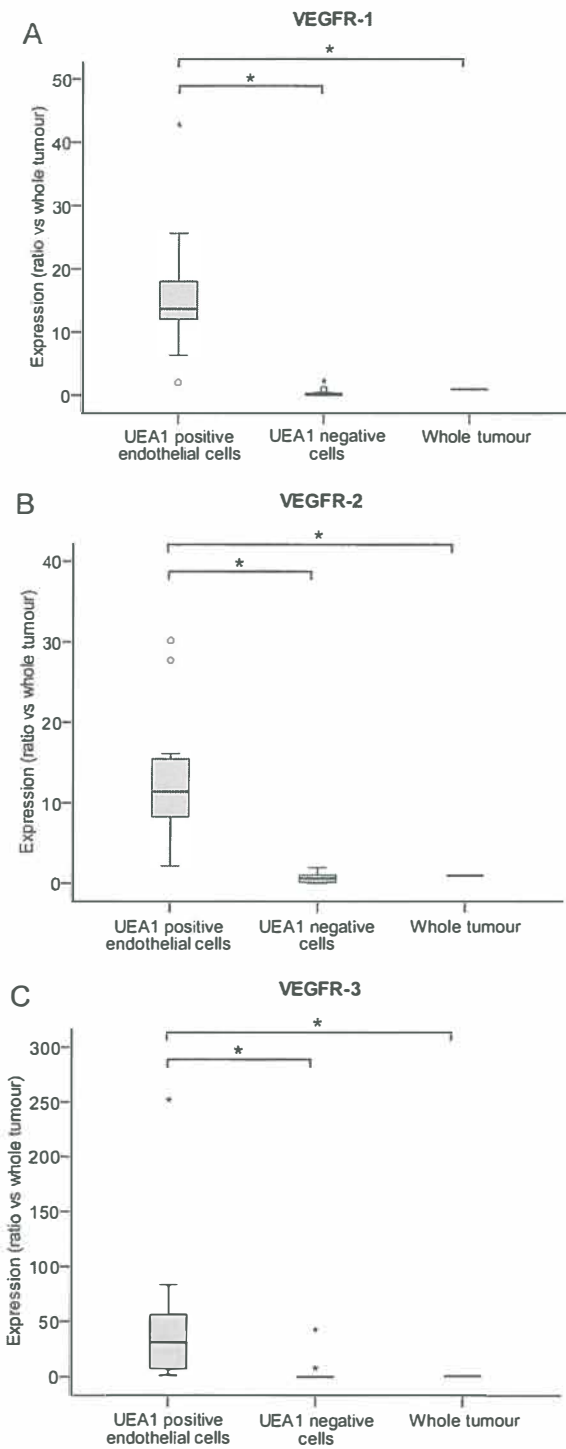 A
VEGFR-1
*
*
50
40
30
20
10
0
Expression (ratio vs whole tumour)
UEA1 positive
endothelial cells
UEA1 negative
cells
Whole tumour
B
VEGFR-2
*
*
40
30
20
10
0
Expression (ratio vs whole tumour)
UEA1 positive
endothelial cells
UEA1 negative
cells
Whole tumour
C
VEGFR-3
*
*
300
250
200
150
100
50
0
Expression (ratio vs whole tumour)
UEA1 positive
endothelial cells
UEA1 negative
cells
Whole tumour